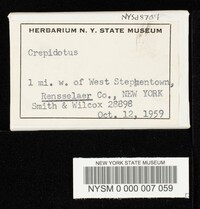 HERBARIUM N. Y. STATE MUSEUM
Crepidotus
1 mi. w. of West Stephentown,
Rensselaer Co., NEW YORK
Smith & Wilcox 28898
Oct. 12, 1959
NEW YORK STATE MUSEUM
NYSM 0 000 007 059